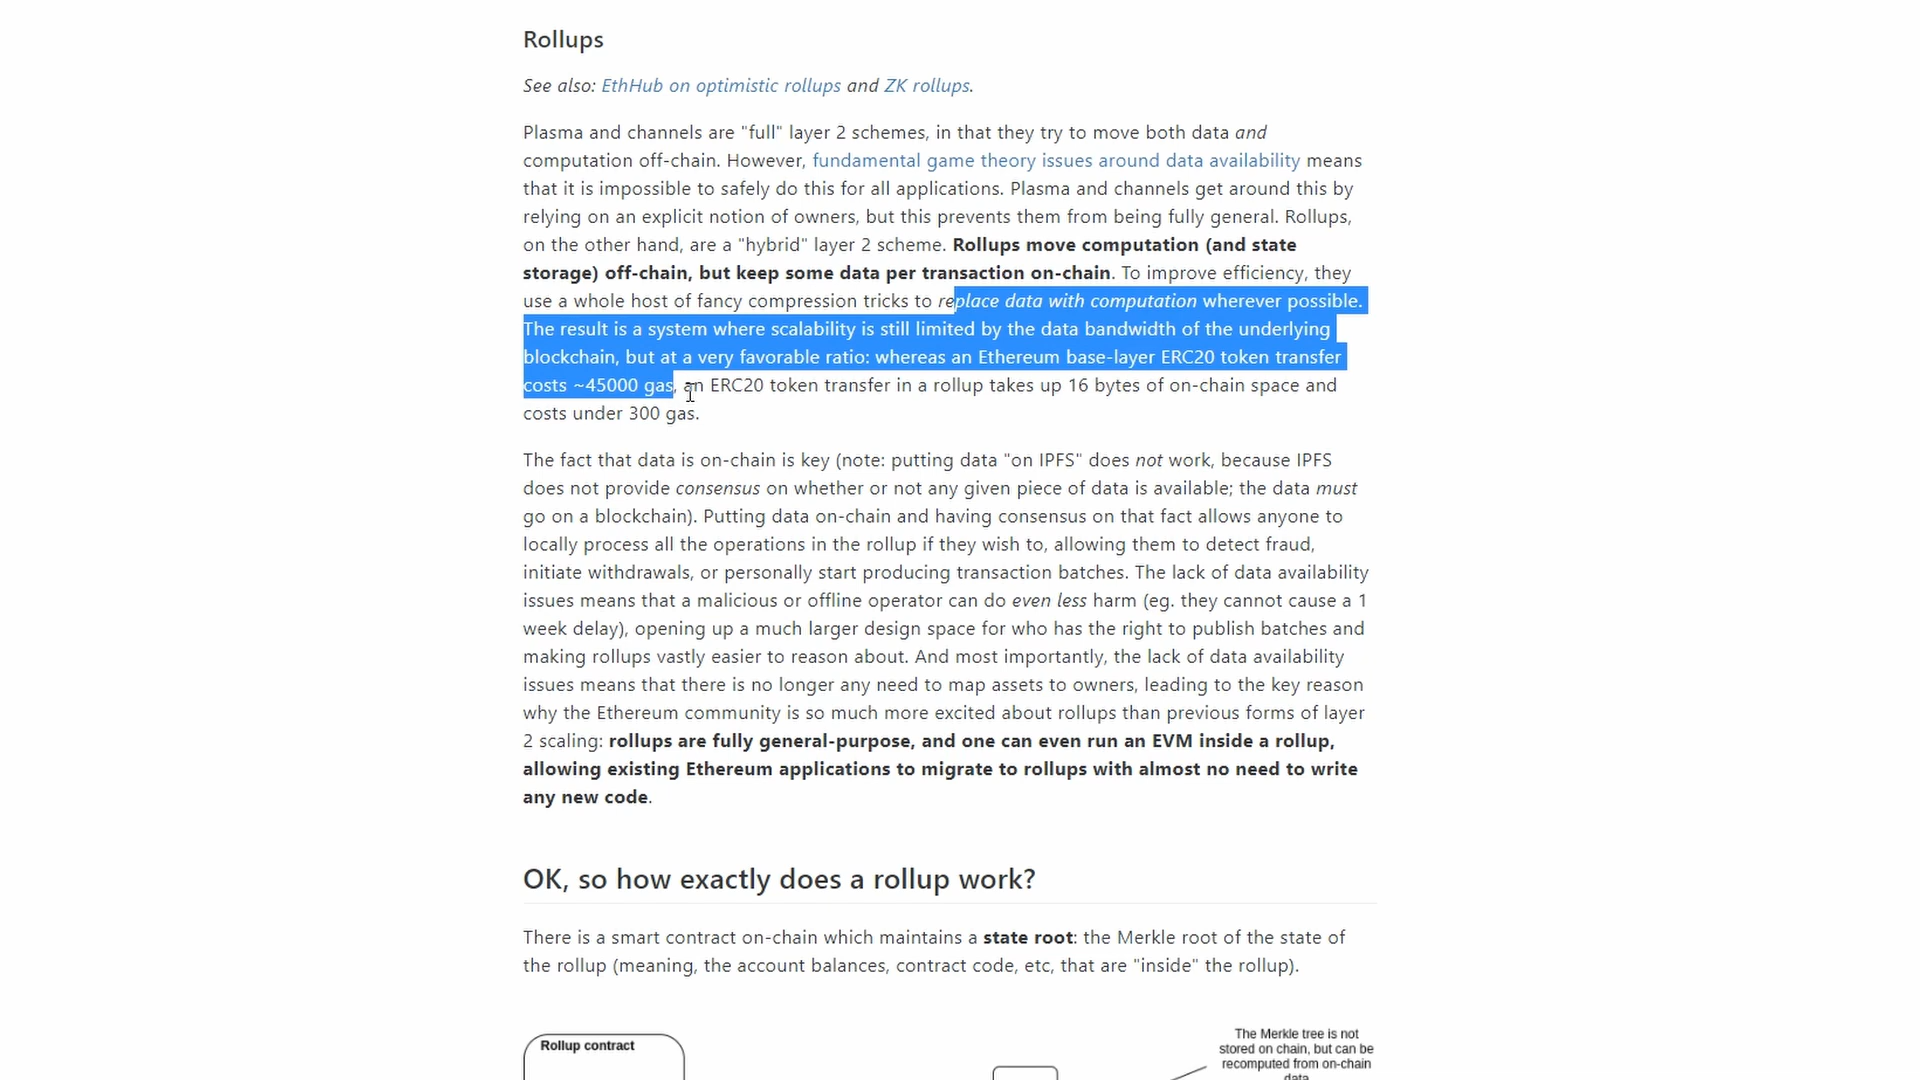 Rollups
See also: EthHub on optimistic rollups and ZK rollups.
Plasma and channels are "full" layer 2 schemes, in that they try to move both data and
computation off-chain. However, fundamental game theory issues around data availability means
that it is impossible to safely do this for all applications. Plasma and channels get around this by
relying on an explicit notion of owners, but this prevents them from being fully general. Rollups,
on the other hand, are a "hybrid" layer 2 scheme. Rollups move computation (and state
storage) off-chain, but keep some data per transaction on-chain. To improve efficiency, they
use a whole host of fancy compression tricks to replace data with computation wherever possible.
The result is a system where scalability is still limited by the data bandwidth of the underlying
blockchain, but at a very favorable ratio: whereas an Ethereum base-layer ERC20 token transfer
costs ~45000 gas, an ERC20 token transfer in a rollup takes up 16 bytes of on-chain space and
costs under 300 gas.
The fact that data is on-chain is key (note: putting data "on IPFS" does not work, because IPFS
does not provide consensus on whether or not any given piece of data is available; the data must
go on a blockchain). Putting data on-chain and having consensus on that fact allows anyone to
locally process all the operations in the rollup if they wish to, allowing them to detect fraud,
initiate withdrawals, or personally start producing transaction batches. The lack of data availability
issues means that a malicious or offline operator can do even less harm (eg. they cannot cause a 1
week delay), opening up a much larger design space for who has the right to publish batches and
making rollups vastly easier to reason about. And most importantly, the lack of data availability
issues means that there is no longer any need to map assets to owners, leading to the key reason
why the Ethereum community is so much more excited about rollups than previous forms of layer
2 scaling: rollups are fully general-purpose, and one can even run an EVM inside a rollup,
allowing existing Ethereum applications to migrate to rollups with almost no need to write
any new code.
OK, so how exactly does a rollup work?
There is a smart contract on-chain which maintains a state root: the Merkle root of the state of
the rollup (meaning, the account balances, contract code, etc, that are "inside" the rollup).
Rollup contract
The Merkle tree is not
stored on chain, but can be
recomputed from on-chain
data